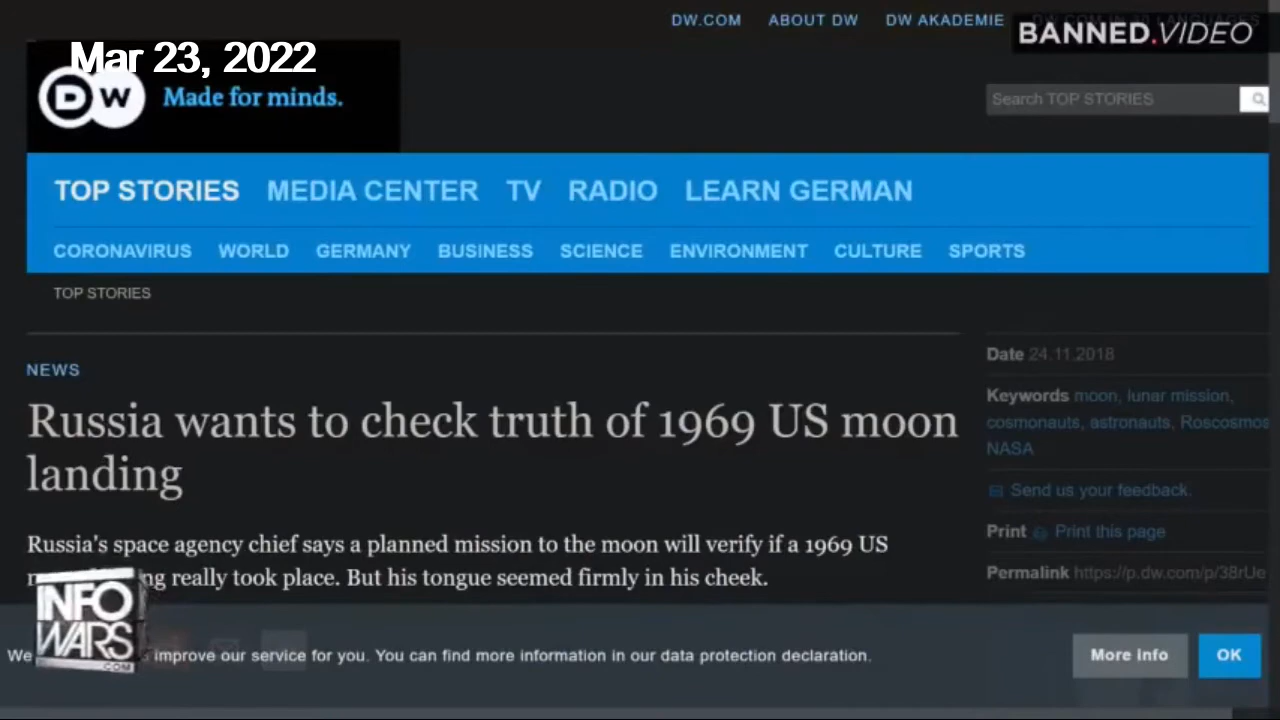 DW.COM ABOUT DW DW AKADEMIE
BANNED.VIDEO
Mar 23, 2022
DW Made for minds.
Search TOP STORIES
TOP STORIES MEDIA CENTER TV RADIO LEARN GERMAN
CORONAVIRUS WORLD GERMANY BUSINESS SCIENCE ENVIRONMENT CULTURE SPORTS
TOP STORIES
NEWS
Russia wants to check truth of 1969 US moon
landing
Russia's space agency chief says a planned mission to the moon will verify if a 1969 US
really took place. But his tongue seemed firmly in his cheek.
Date 24.11.2018
Keywords moon, lunar mission,
cosmonauts, astronauts, Roscosmos
NASA
Send us your feedback.
Print Print this page
Permalink https://p.dw.com/p/38rUe
INFO
WARS
.COM
We improve our service for you. You can find more information in our data protection declaration.
More info OK